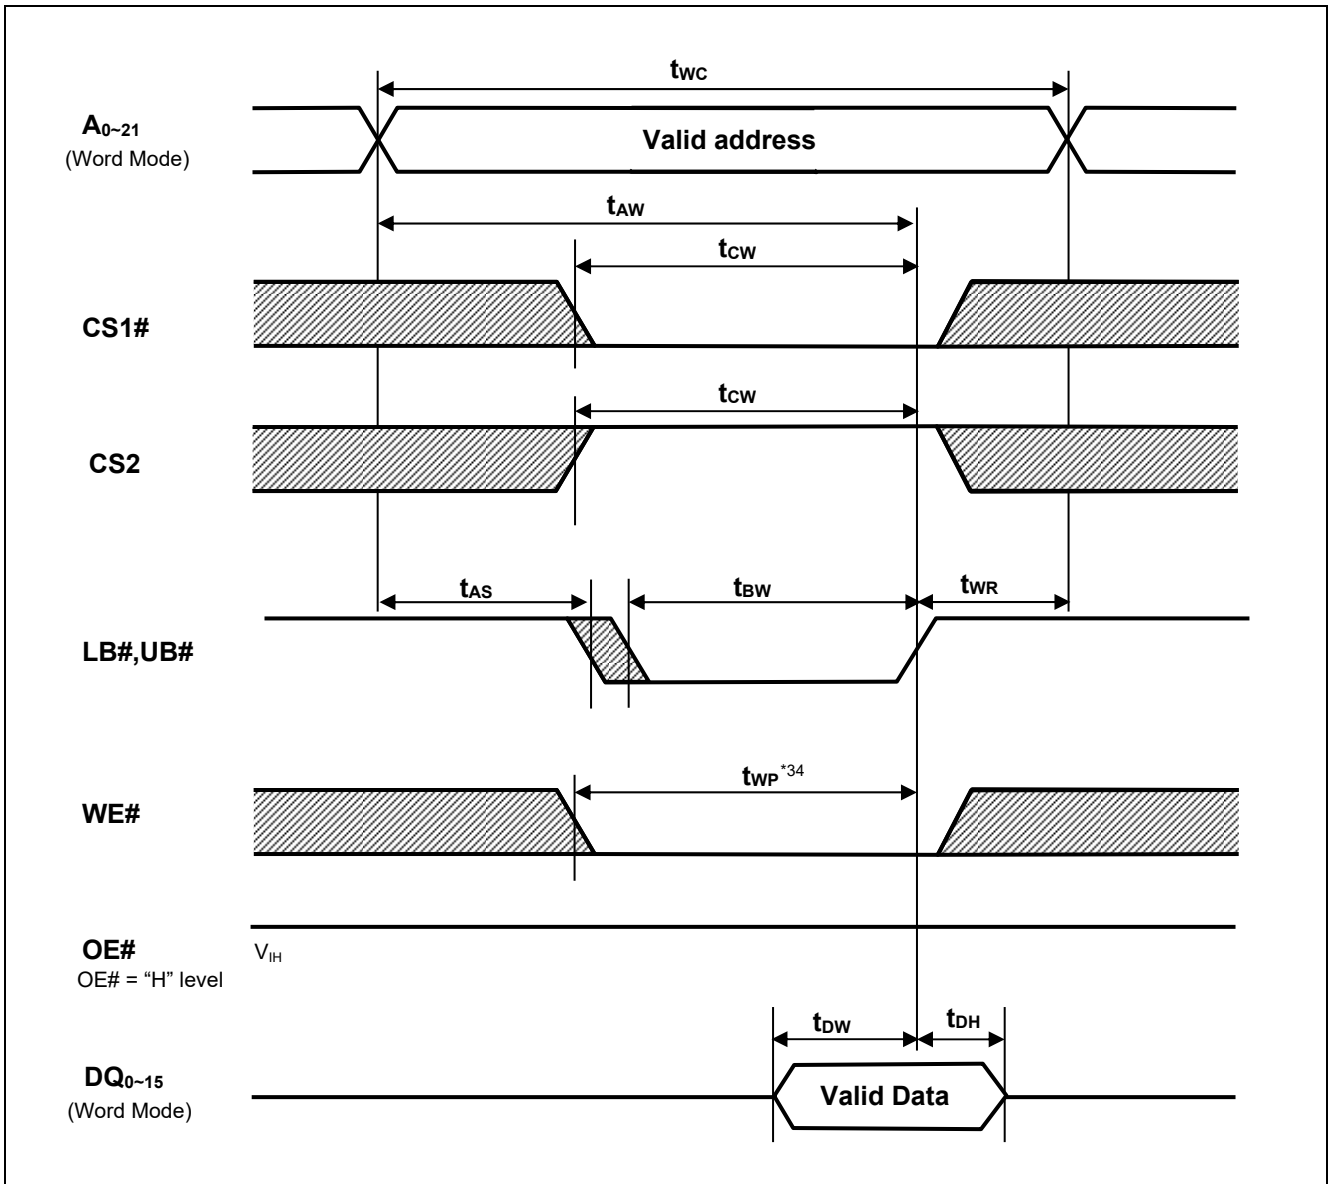 tWC
A0~21
(Word Mode)
Valid address
tAW
tCW
CS1#
tCW
CS2
tAS
tBW
tWR
LB#,UB#
tWP*34
WE#
OE#
VIH
OE# = “H” level
tDW
tDH
DQ0~15
(Word Mode)
Valid Data